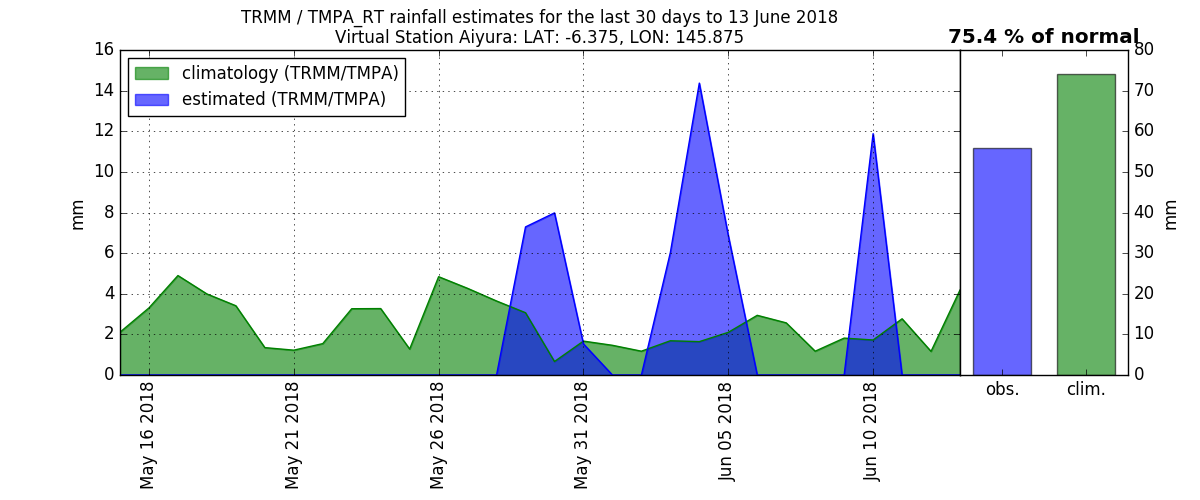 TRMM / TMPA_RT rainfall estimates for the last 30 days to 13 June 2018
Virtual Station Aiyura: LAT: -6.375, LON: 145.875
75.4 % of normal
climatology (TRMM/TMPA)
estimated (TRMM/TMPA)
mm
16
14
12
10
8
6
4
2
0
May 16 2018
May 21 2018
May 26 2018
May 31 2018
Jun 05 2018
Jun 10 2018
80
70
60
50
40
30
20
10
0
mm
obs.
clim.